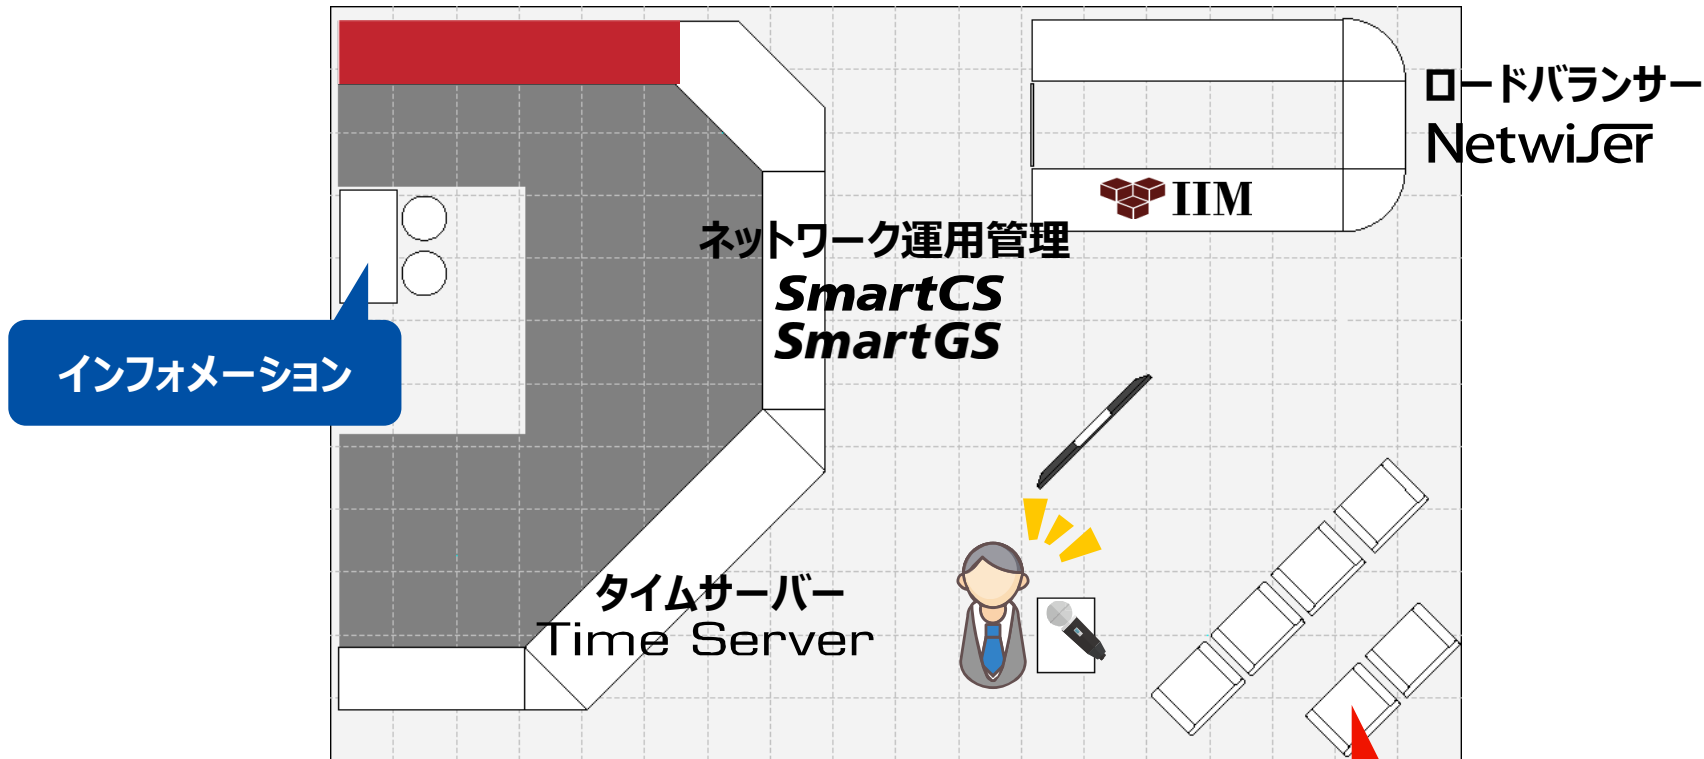 ロードバランサー
Netwiser
IIM
ネットワーク運用管理
SmartCS
SmartGS
インフォメーション
タイムサーバー
Time Server